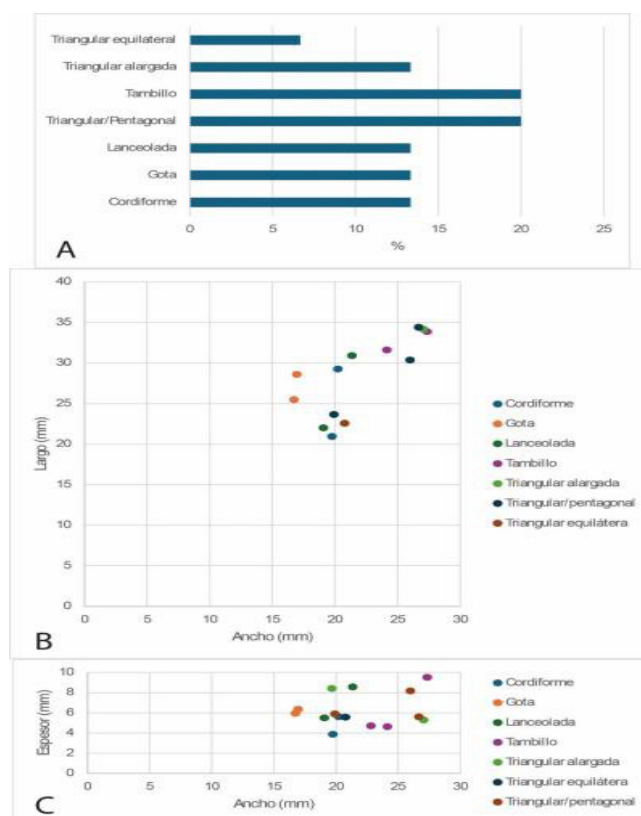 Triangular equilateral
Triangular alargada
Tambillo
Triangular/Pentagonal
Lanceolada
Gota
Cordiforme
0 5 10 15 20 25
%
A
40
35
30
25
20
15
10
5
0
Largo (mm)
0 5 10 15 20 25 30
Ancho (mm)
B
Cordiforme
Gota
Lanceolada
Tambillo
Triangular alargada
Triangular/pentagonal
Triangular equilátera
10
8
6
4
2
0
Espesor (mm)
0 5 10 15 20 25 30
Ancho (mm)
C
Cordiforme
Gota
Lanceolada
Tambillo
Triangular alargada
Triangular equilátera
Triangular/pentagonal